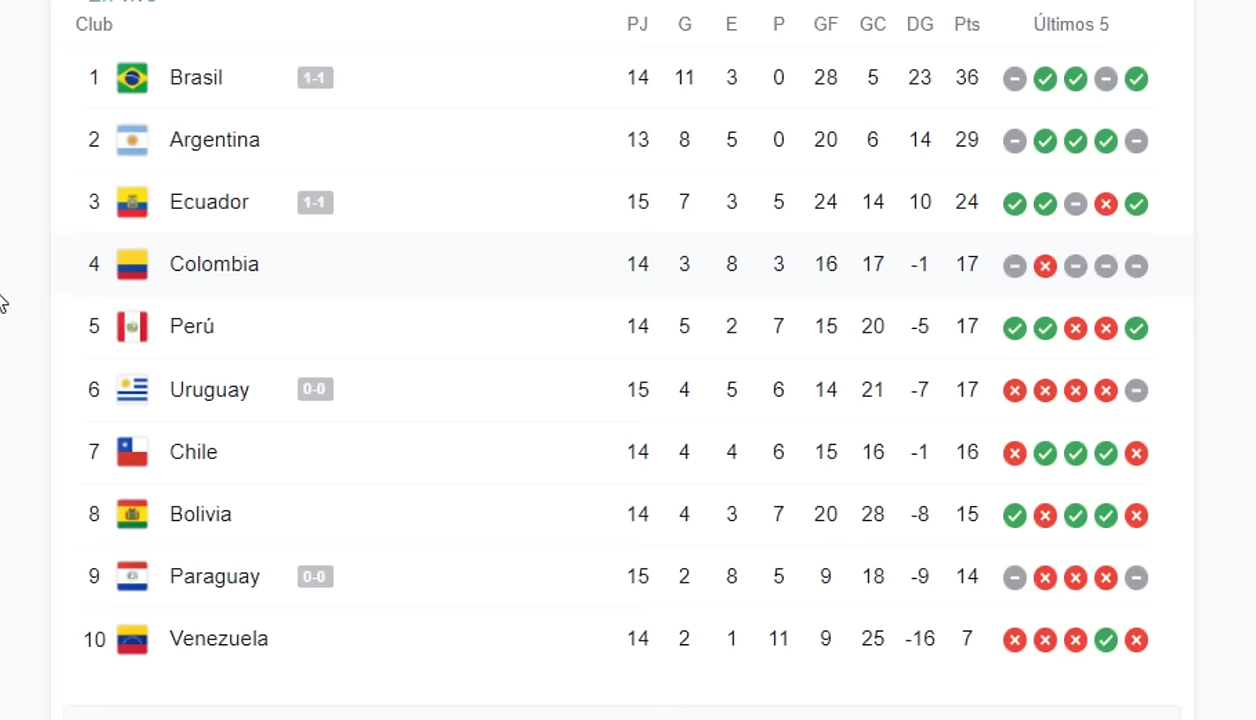 Club PJ G E P GF GC DG Pts Últimos 5
1 Brasil 1-1 14 11 3 0 28 5 23 36
2 Argentina 13 8 5 0 20 6 14 29
3 Ecuador 1-1 15 7 3 5 24 14 10 24
4 Colombia 14 3 8 3 16 17 -1 17
5 Perú 14 5 2 7 15 20 -5 17
6 Uruguay 0-0 15 4 5 6 14 21 -7 17
7 Chile 14 4 4 6 15 16 -1 16
8 Bolivia 14 4 3 7 20 28 -8 15
9 Paraguay 0-0 15 2 8 5 9 18 -9 14
10 Venezuela 14 2 1 11 9 25 -16 7